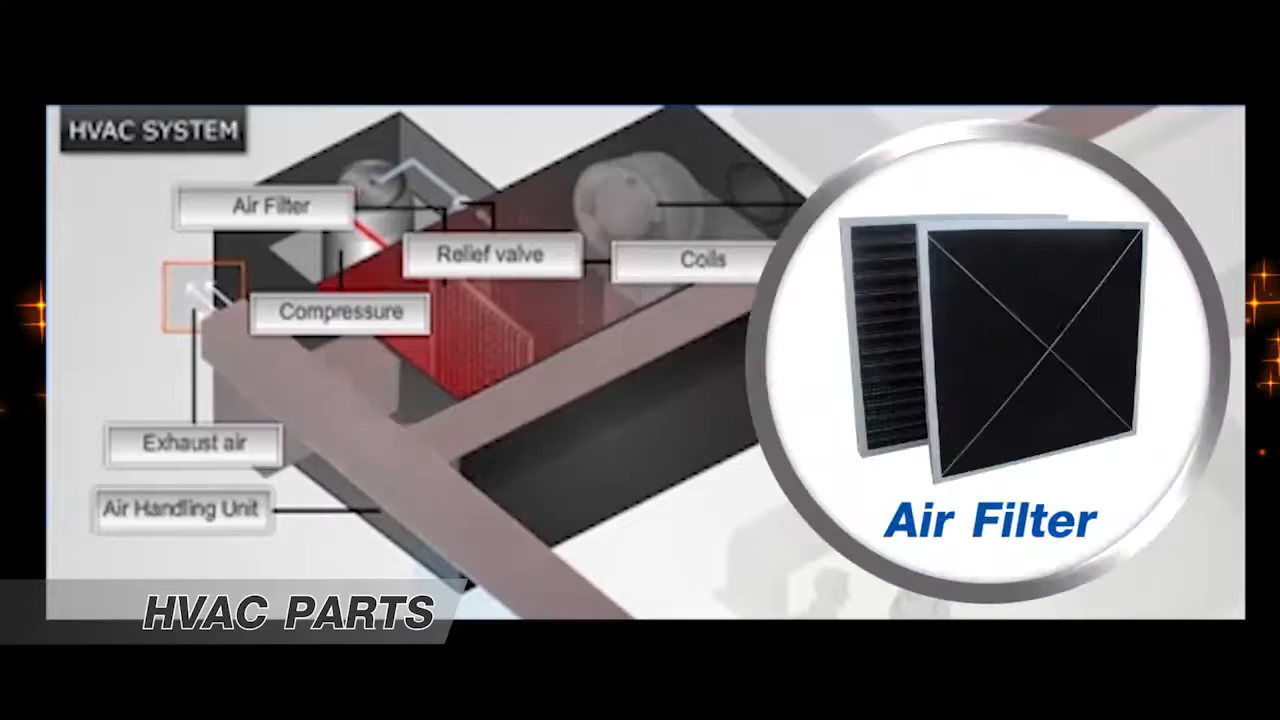 HVAC SYSTEM
Air Filter
Relief valve
Coils
Compressure
Exhaust air
Air Handling Unit
Air Filter
HVAC PARTS